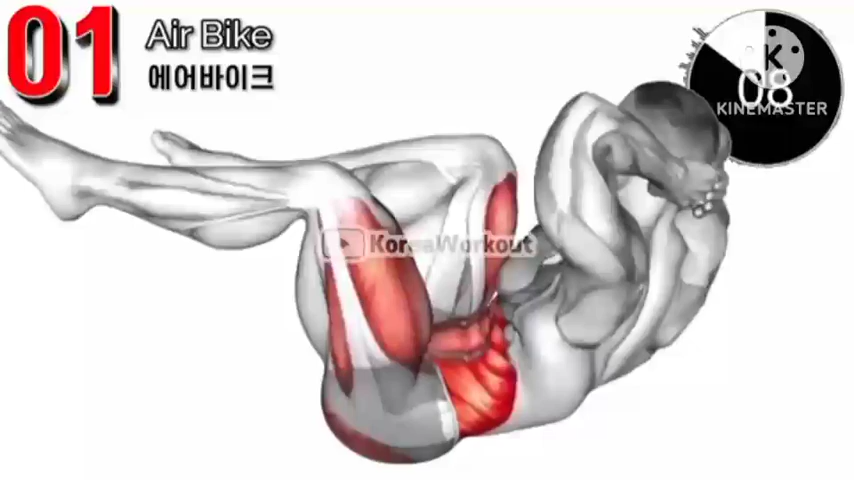 01
Air Bike
에어바이크
K
08
KINEMASTER
KoreaWorkout